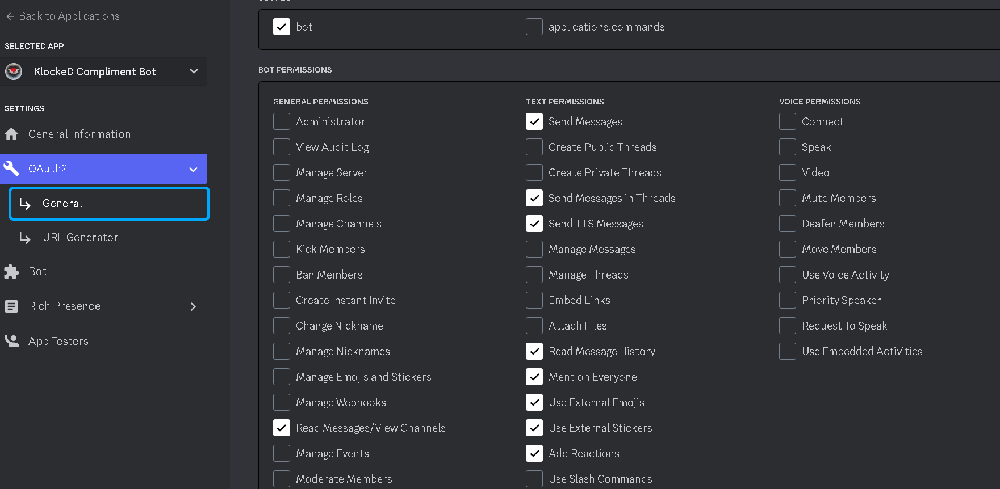 Back to Applications
SELECTED APP
KlockeD Compliment Bot
SETTINGS
General Information
OAuth2
General
URL Generator
Bot
Rich Presence
App Testers
bot
applications.commands
BOT PERMISSIONS
GENERAL PERMISSIONS
Administrator
View Audit Log
Manage Server
Manage Roles
Manage Channels
Kick Members
Ban Members
Create Instant Invite
Change Nickname
Manage Nicknames
Manage Emojis and Stickers
Manage Webhooks
Read Messages/View Channels
Manage Events
Moderate Members
TEXT PERMISSIONS
Send Messages
Create Public Threads
Create Private Threads
Send Messages in Threads
Send TTS Messages
Manage Messages
Manage Threads
Embed Links
Attach Files
Read Message History
Mention Everyone
Use External Emojis
Use External Stickers
Add Reactions
Use Slash Commands
VOICE PERMISSIONS
Connect
Speak
Video
Mute Members
Deafen Members
Move Members
Use Voice Activity
Priority Speaker
Request To Speak
Use Embedded Activities